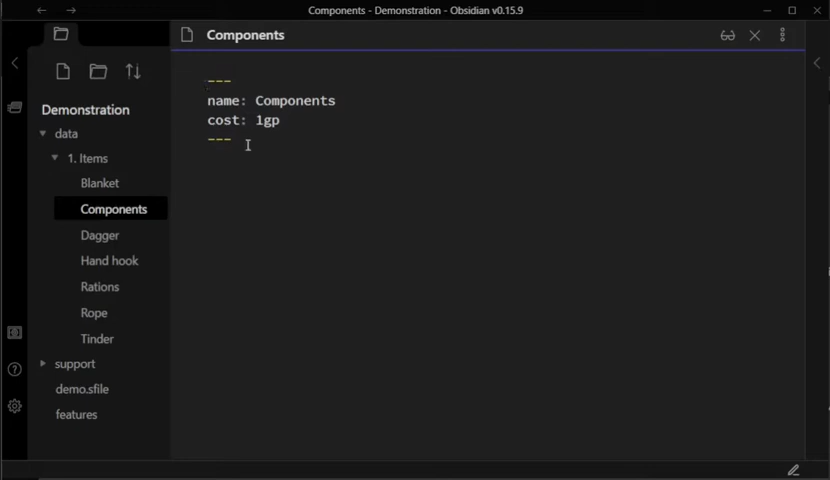 Components - Demonstration - Obsidian v0.15.9
Components
---
name: Components
cost: 1gp
---
Demonstration
data
1. Items
Blanket
Components
Dagger
Hand hook
Rations
Rope
Tinder
support
demo.sfile
features